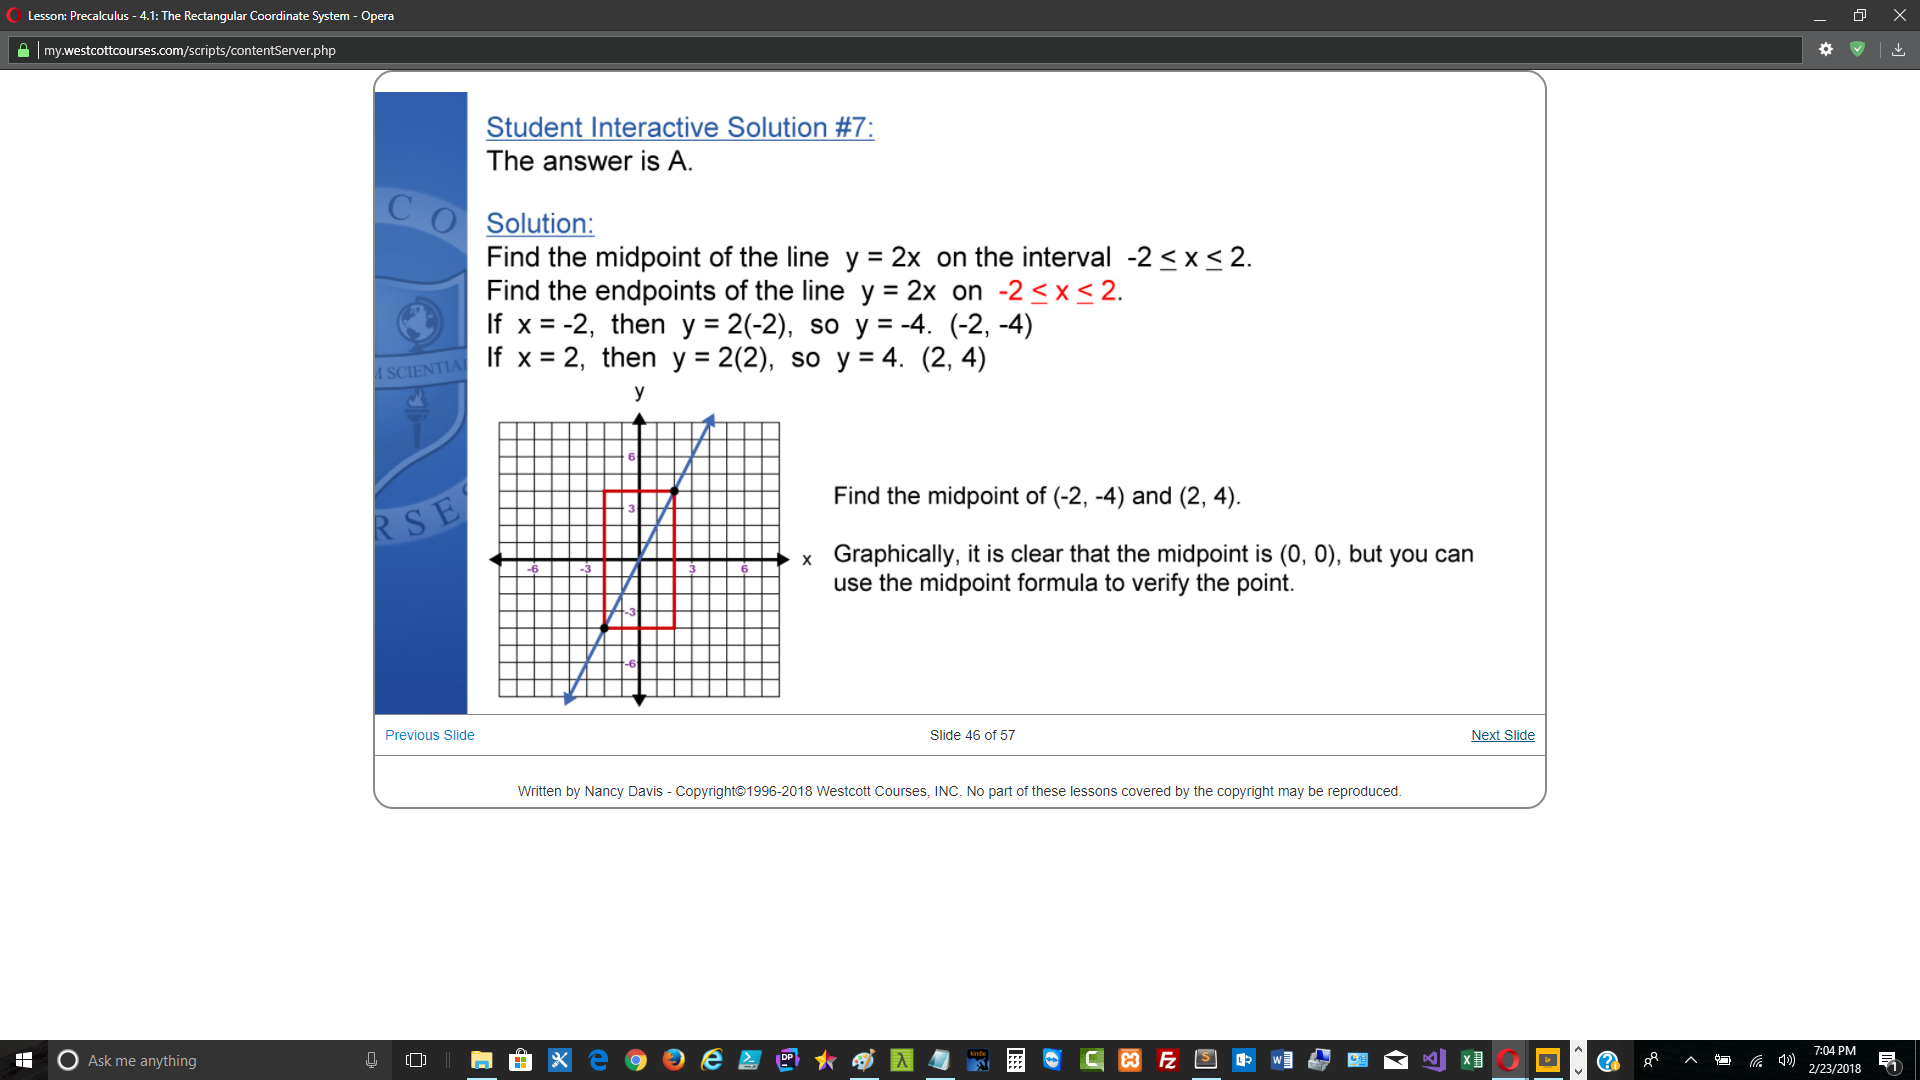 Lesson: Precalculus - 4.1: The Rectangular Coordinate System - Opera
my.westcottcourses.com/scripts/contentServer.php
Student Interactive Solution #7:
The answer is A.
Solution:
Find the midpoint of the line y = 2x on the interval -2 ≤ x ≤ 2.
Find the endpoints of the line y = 2x on -2 ≤ x ≤ 2.
If x = -2, then y = 2(-2), so y = -4. (-2, -4)
If x = 2, then y = 2(2), so y = 4. (2, 4)
C O
M SCIENTIA
R S E
y
6
3
-6 -3 3 6
x
-3
-6
Find the midpoint of (-2, -4) and (2, 4).
Graphically, it is clear that the midpoint is (0, 0), but you can
use the midpoint formula to verify the point.
Previous Slide
Slide 46 of 57
Next Slide
Written by Nancy Davis - Copyright©1996-2018 Westcott Courses, INC. No part of these lessons covered by the copyright may be reproduced.
Ask me anything
DP
kindle
7:04 PM
2/23/2018
1